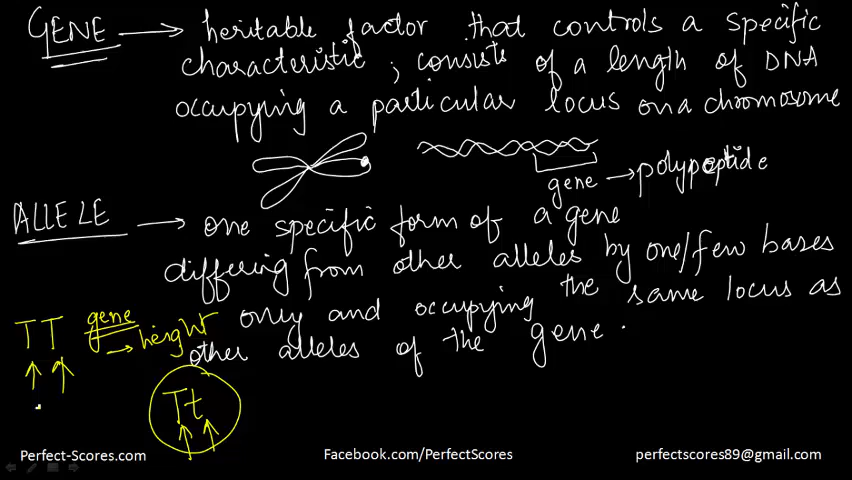 GENE → heritable factor that controls a specific
characteristic, consists of a length of DNA
occupying a particular locus on a chromosome
gene → polypeptide
ALLELE → one specific form of a gene
differing from other alleles by one/few bases
only and occupying the same locus as
other alleles of the gene.
TT gene → height
Tt
Perfect-Scores.com
Facebook.com/PerfectScores
perfectscores89@gmail.com